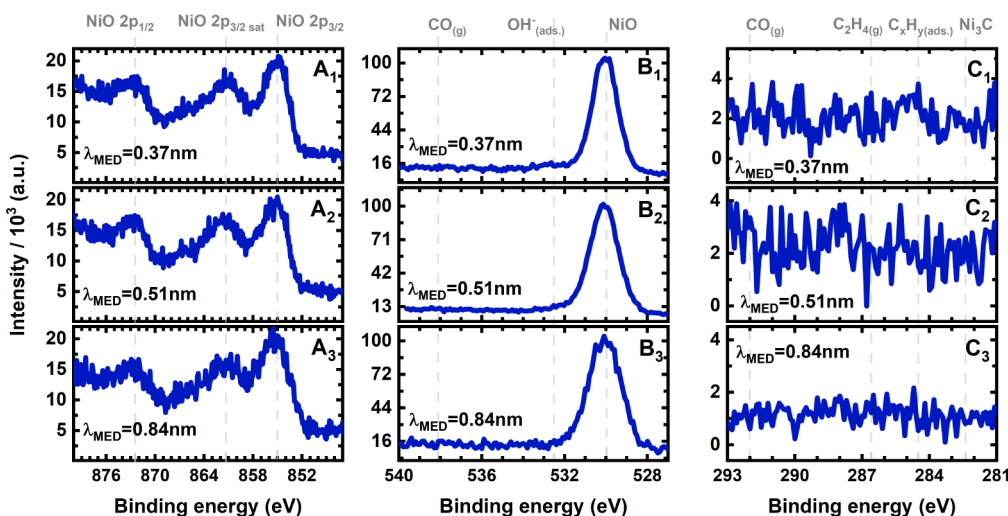 NiO 2p1/2 NiO 2p3/2 sat NiO 2p3/2
CO(g) OH-(ads.) NiO
CO(g) C2H4(g) CxHy(ads.) Ni3C
Intensity / 10^3 (a.u.)
20
15
10
5
A1
λMED=0.37nm
20
15
10
5
A2
λMED=0.51nm
20
15
10
5
A3
λMED=0.84nm
876 870 864 858 852
Binding energy (eV)
100
72
44
16
B1
λMED=0.37nm
100
71
42
13
B2
λMED=0.51nm
100
72
44
16
B3
λMED=0.84nm
540 536 532 528
Binding energy (eV)
4
2
0
C1
λMED=0.37nm
4
2
0
C2
λMED=0.51nm
4
2
0
C3
λMED=0.84nm
293 290 287 284 281
Binding energy (eV)